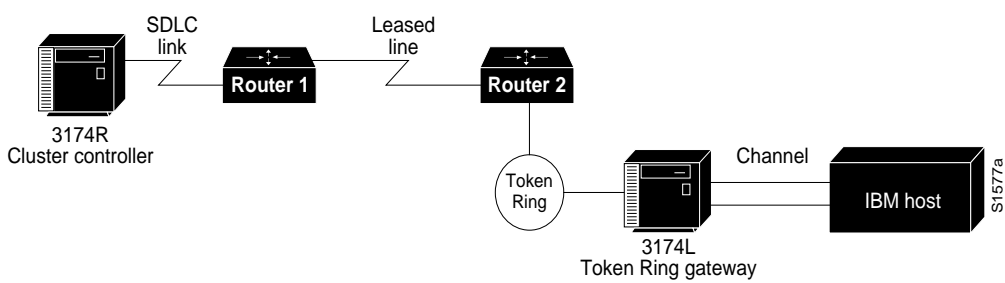 SDLC
link
Leased
line
Router 1
Router 2
3174R
Cluster controller
Token
Ring
Channel
IBM host
3174L
Token Ring gateway
S1577a